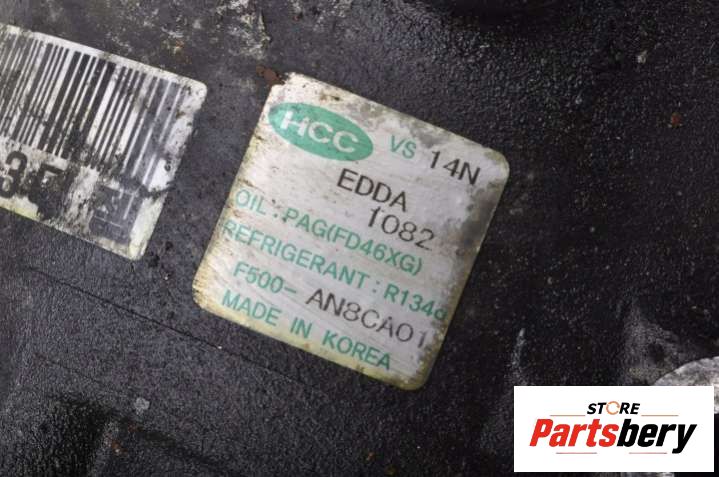 HCC VS 14N
EDDA
1082
OIL : PAG(FD46XG)
REFRIGERANT : R134a
F500- AN8CA01
MADE IN KOREA
STORE
Partsbery